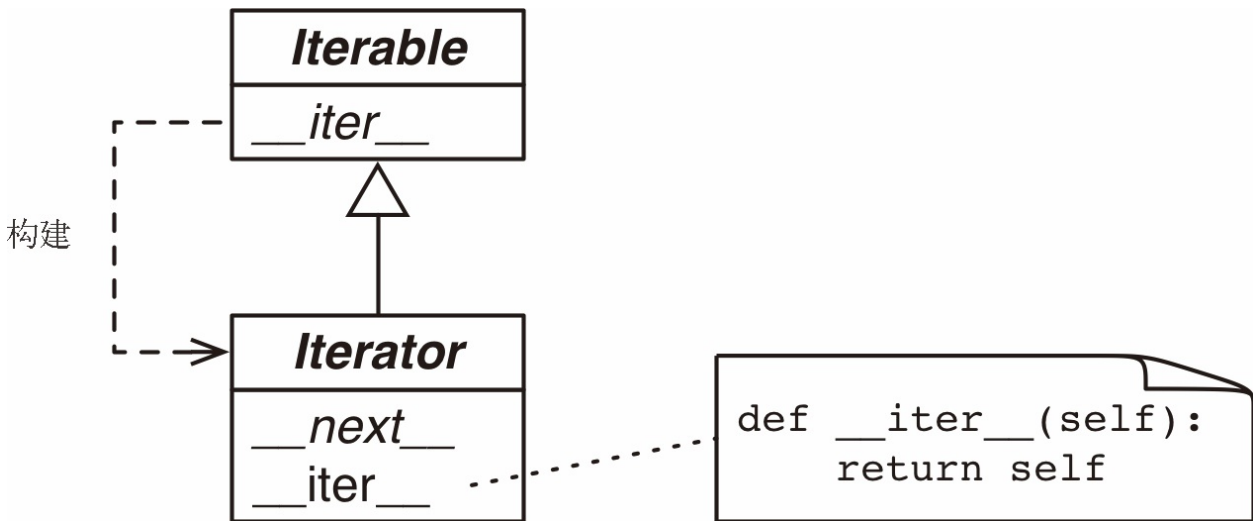 Iterable
__iter__
构建
Iterator
__next__
__iter__
def __iter__(self):
    return self